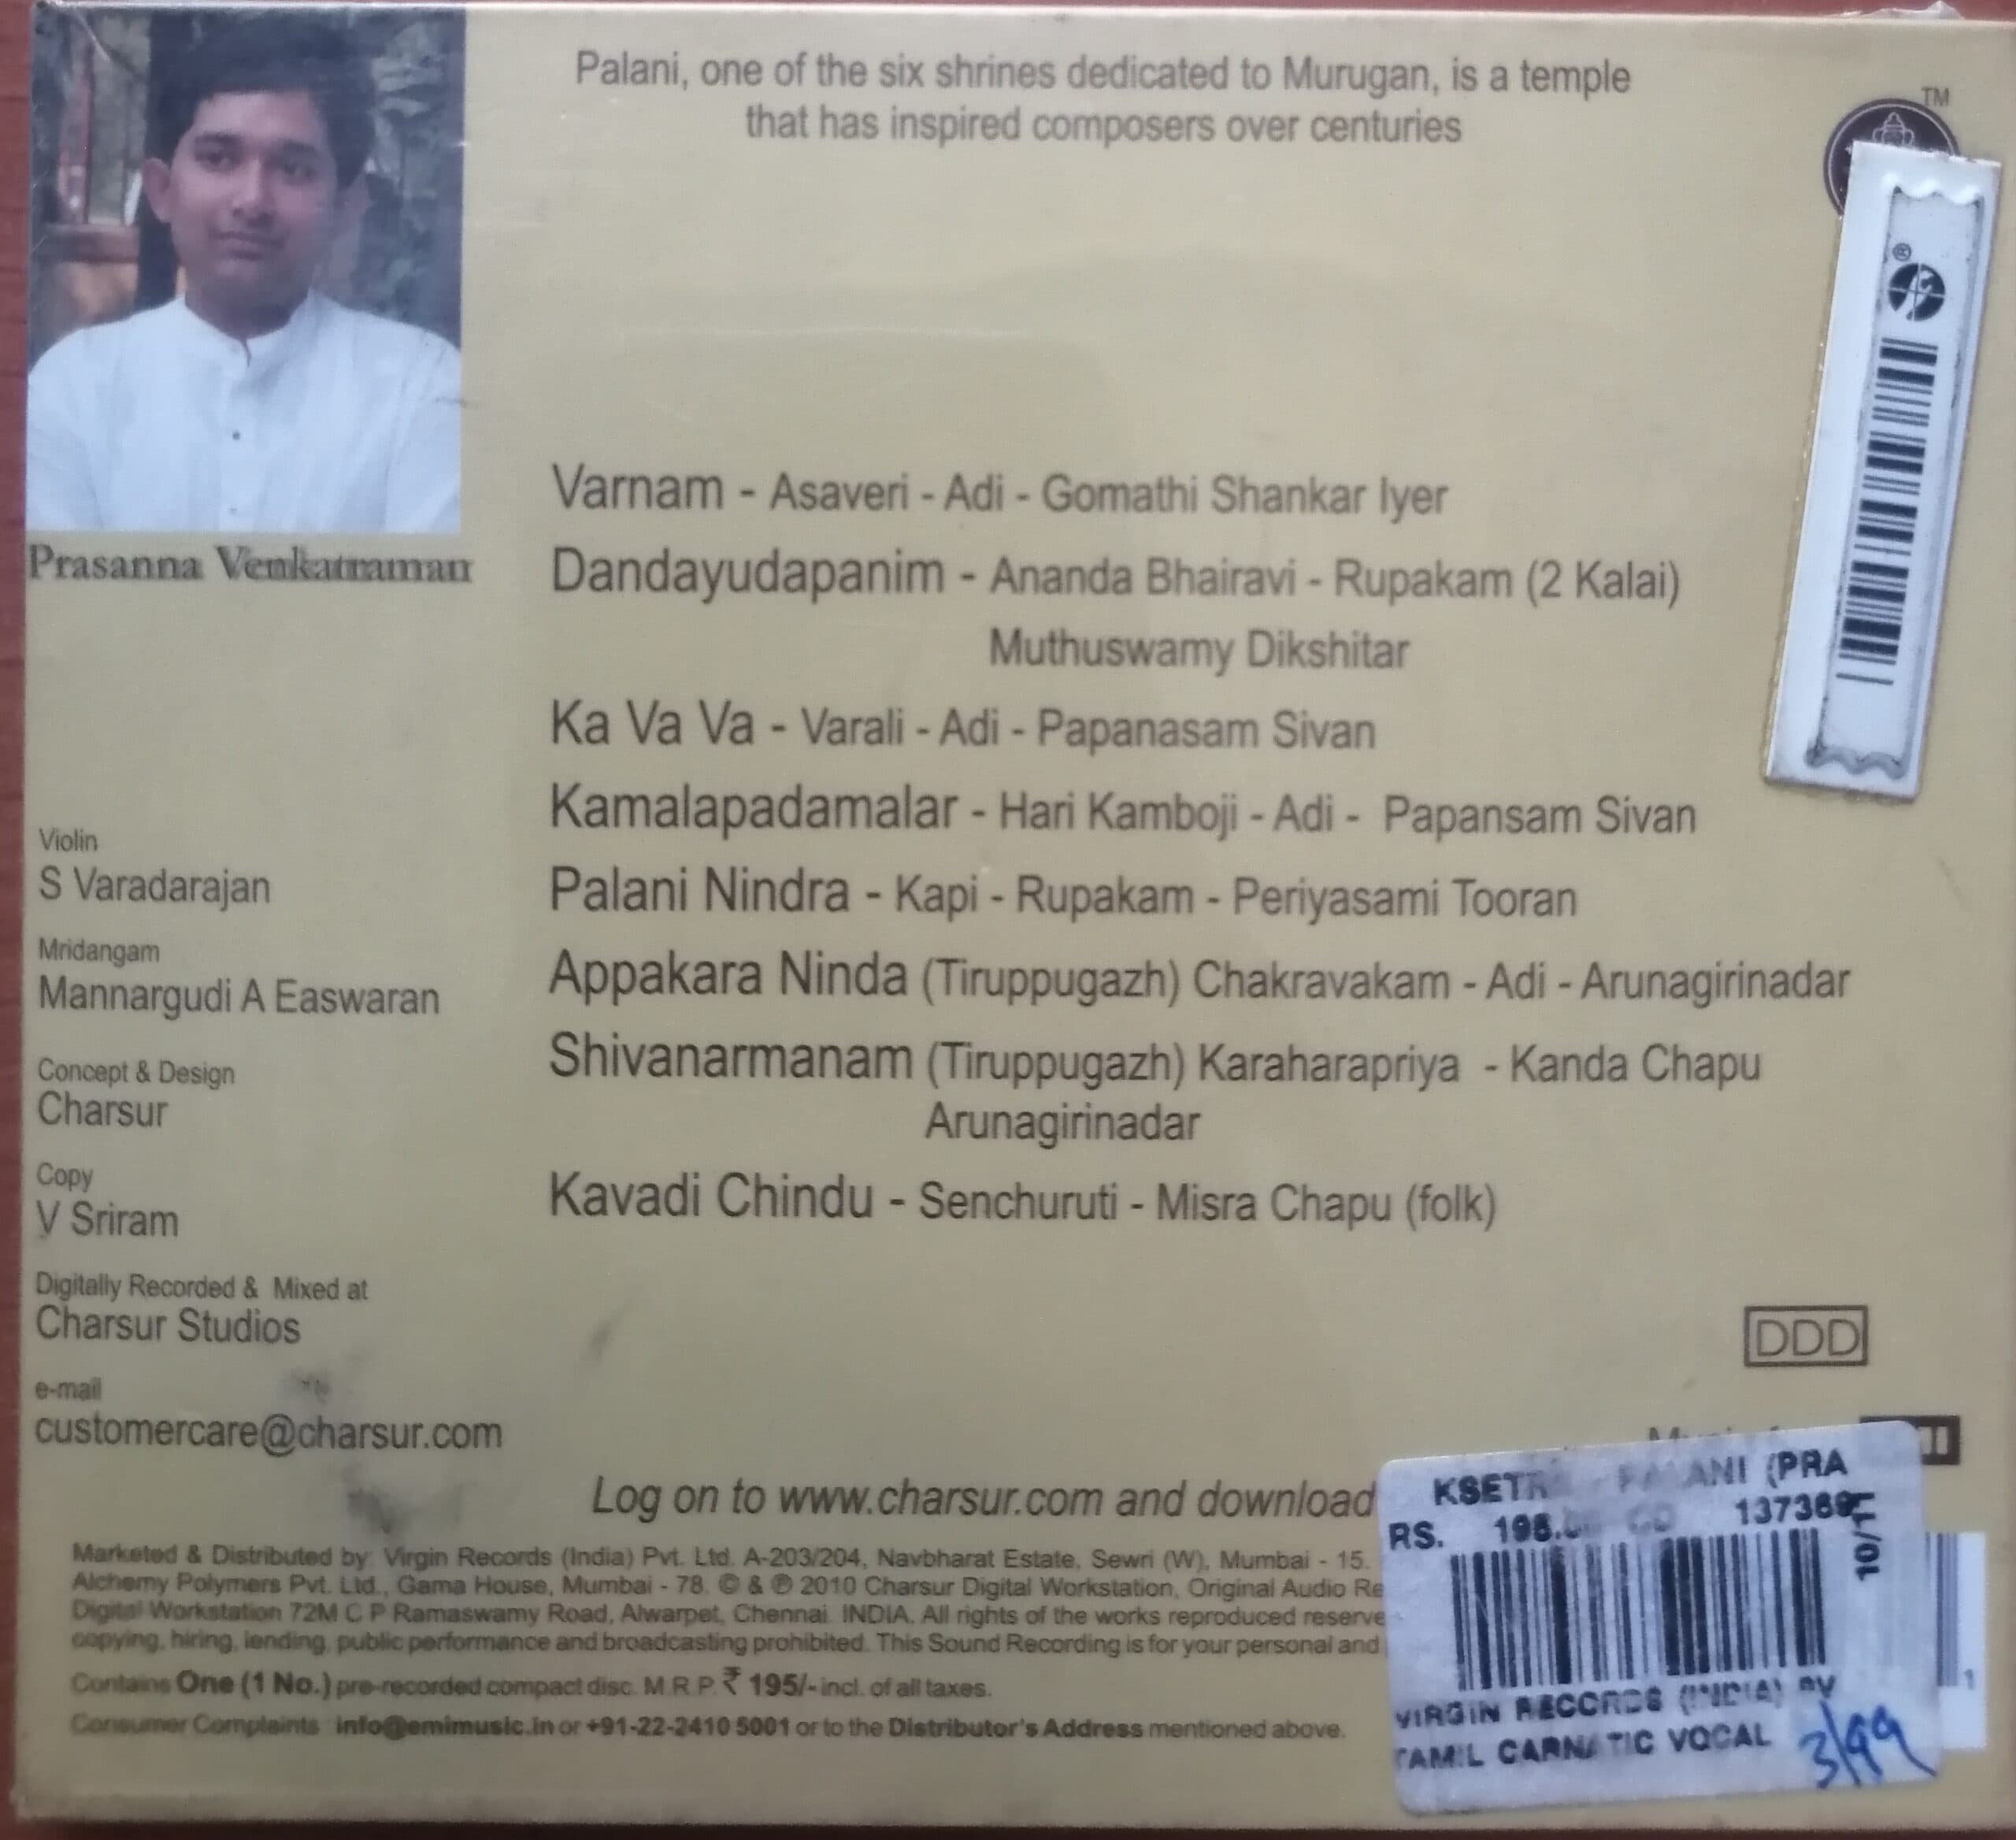 Palani, one of the six shrines dedicated to Murugan, is a temple
that has inspired composers over centuries
TM
®
Prasanna Venkatraman
Varnam - Asaveri - Adi - Gomathi Shankar Iyer
Dandayudapanim - Ananda Bhairavi - Rupakam (2 Kalai)
Muthuswamy Dikshitar
Ka Va Va - Varali - Adi - Papanasam Sivan
Kamalapadamalar - Hari Kamboji - Adi - Papansam Sivan
Palani Nindra - Kapi - Rupakam - Periyasami Tooran
Appakara Ninda (Tiruppugazh) Chakravakam - Adi - Arunagirinadar
Shivanarmanam (Tiruppugazh) Karaharapriya - Kanda Chapu
Arunagirinadar
Kavadi Chindu - Senchuruti - Misra Chapu (folk)
Violin
S Varadarajan
Mridangam
Mannargudi A Easwaran
Concept & Design
Charsur
Copy
V Sriram
Digitally Recorded & Mixed at
Charsur Studios
e-mail
customercare@charsur.com
DDD
Log on to www.charsur.com and download
Marketed & Distributed by: Virgin Records (India) Pvt. Ltd. A-203/204, Navbharat Estate, Sewri (W), Mumbai - 15.
Alchemy Polymers Pvt. Ltd., Gama House, Mumbai - 78. © & ℗ 2010 Charsur Digital Workstation, Original Audio Re
Digital Workstation 72M C P Ramaswamy Road, Alwarpet, Chennai. INDIA. All rights of the works reproduced reserve
copying, hiring, lending, public performance and broadcasting prohibited. This Sound Recording is for your personal and
Contains One (1 No.) pre-recorded compact disc. M.R.P. ₹ 195/- incl. of all taxes.
Consumer Complaints : info@emimusic.in or +91-22-2410 5001 or to the Distributor's Address mentioned above.
PALANI (PRA
RS. CD
10/11
VIRGIN RECORDS (INDIA) PV
TAMIL CARNATIC VOCAL
3/99
1